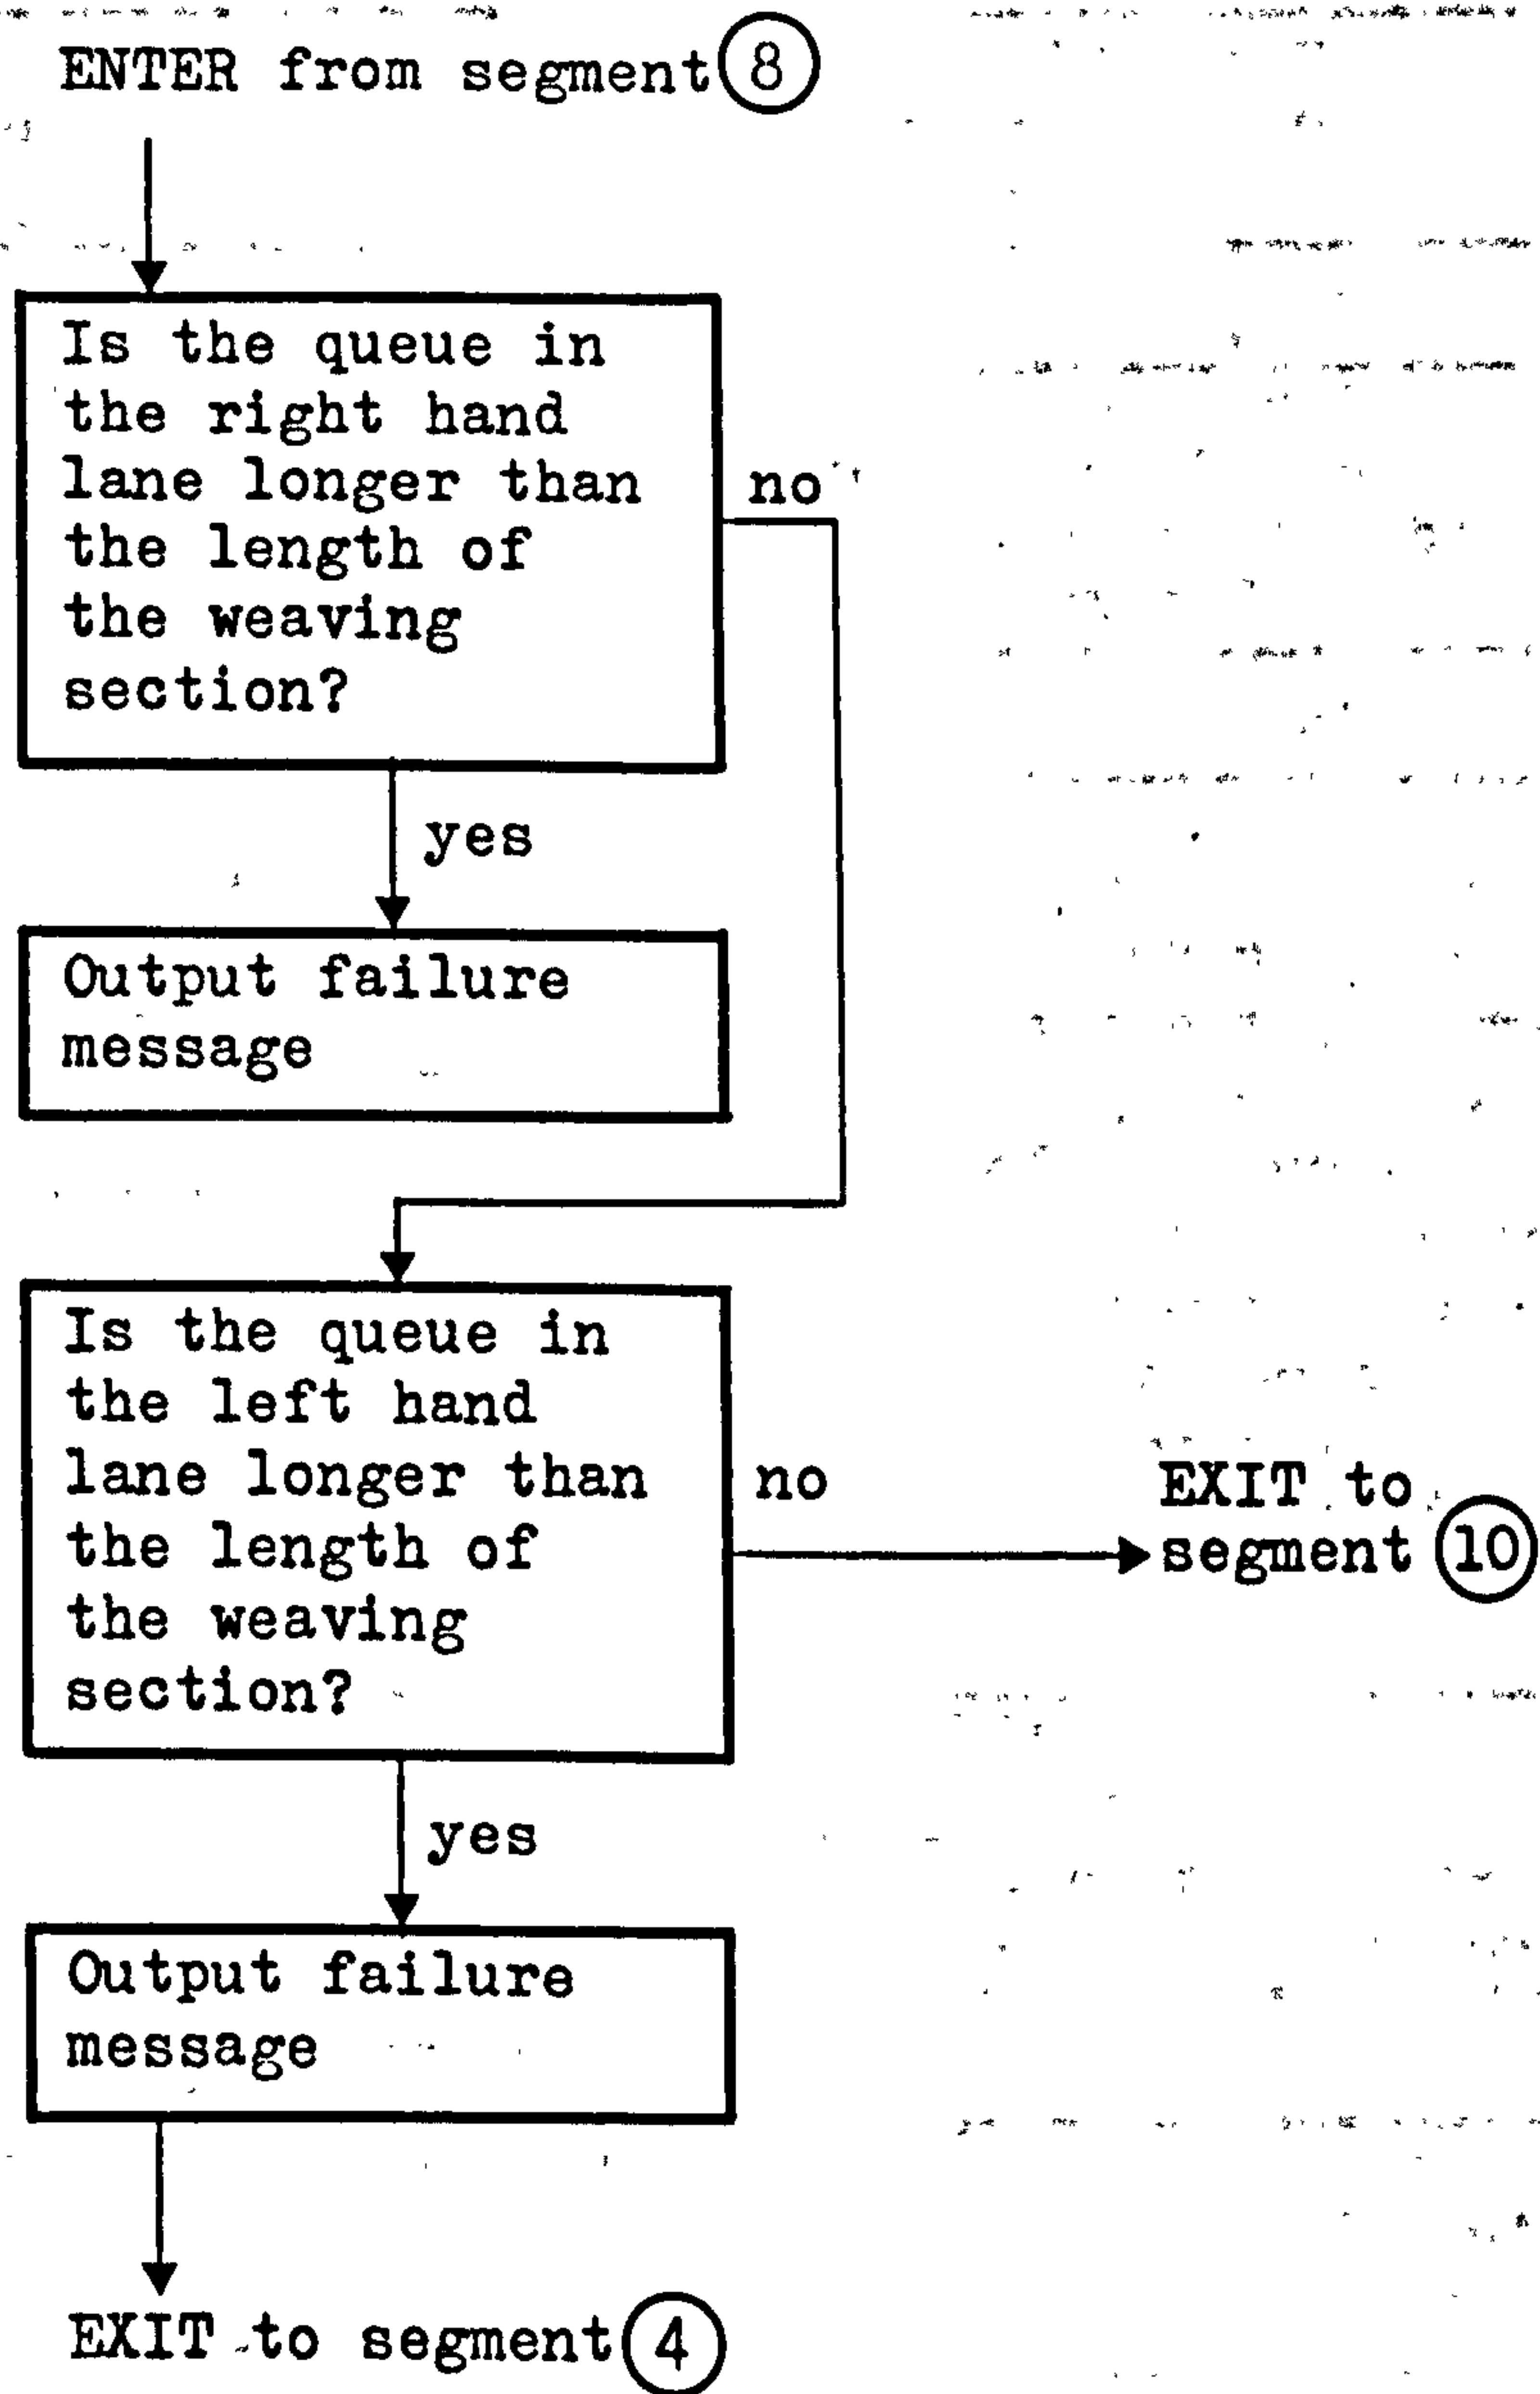 ENTER from segment 8
Is the queue in
the right hand
lane longer than
the length of
the weaving
section?
no
yes
Output failure
message
Is the queue in
the left hand
lane longer than
the length of
the weaving
section?
no
EXIT to
segment 10
yes
Output failure
message
EXIT to segment 4